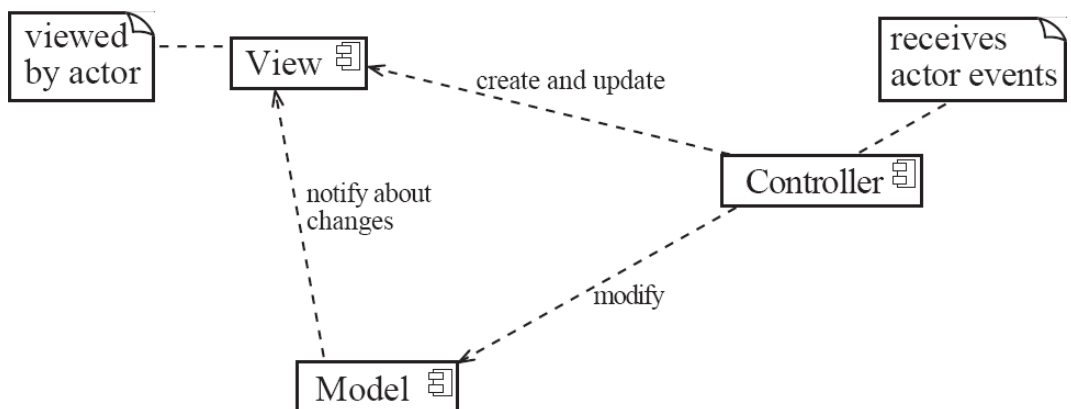 viewed
by actor
View
receives
actor events
create and update
Controller
notify about
changes
modify
Model